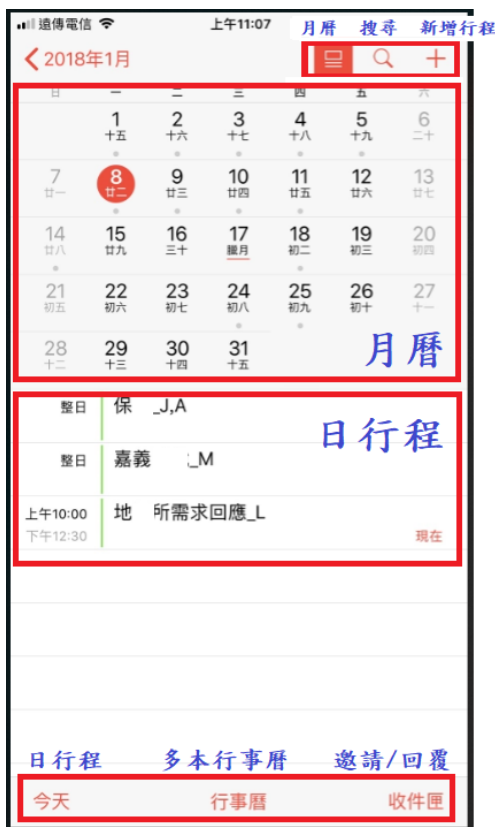 遠傳電信 上午11:07 月曆 搜尋 新增行程
2018年1月
日 一 二 三 四 五 六
1 2 3 4 5 6
十五 十六 十七 十八 十九 二十
7 8 9 10 11 12 13
廿一 廿二 廿三 廿四 廿五 廿六 廿七
14 15 16 17 18 19 20
廿八 廿九 三十 臘月 初二 初三 初四
21 22 23 24 25 26 27
初五 初六 初七 初八 初九 初十 十一
28 29 30 31
十二 十三 十四 十五
月曆
整日 保 _J,A
日行程
整日 嘉義 _M
上午10:00 地 所需求回應_L
下午12:30 現在
日行程 多本行事曆 邀請/回覆
今天 行事曆 收件匣